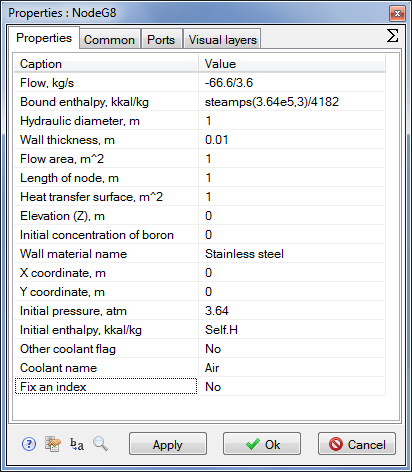 Properties : NodeG8
Properties Common Ports Visual layers Σ
Caption Value
Flow, kg/s -66.6/3.6
Bound enthalpy, kkal/kg steamps(3.64e5,3)/4182
Hydraulic diameter, m 1
Wall thickness, m 0.01
Flow area, m^2 1
Length of node, m 1
Heat transfer surface, m^2 1
Elevation (Z), m 0
Initial concentration of boron 0
Wall material name Stainless steel
X coordinate, m 0
Y coordinate, m 0
Initial pressure, atm 3.64
Initial enthalpy, kkal/kg Self.H
Other coolant flag No
Coolant name Air
Fix an index No
? b a Apply Ok Cancel